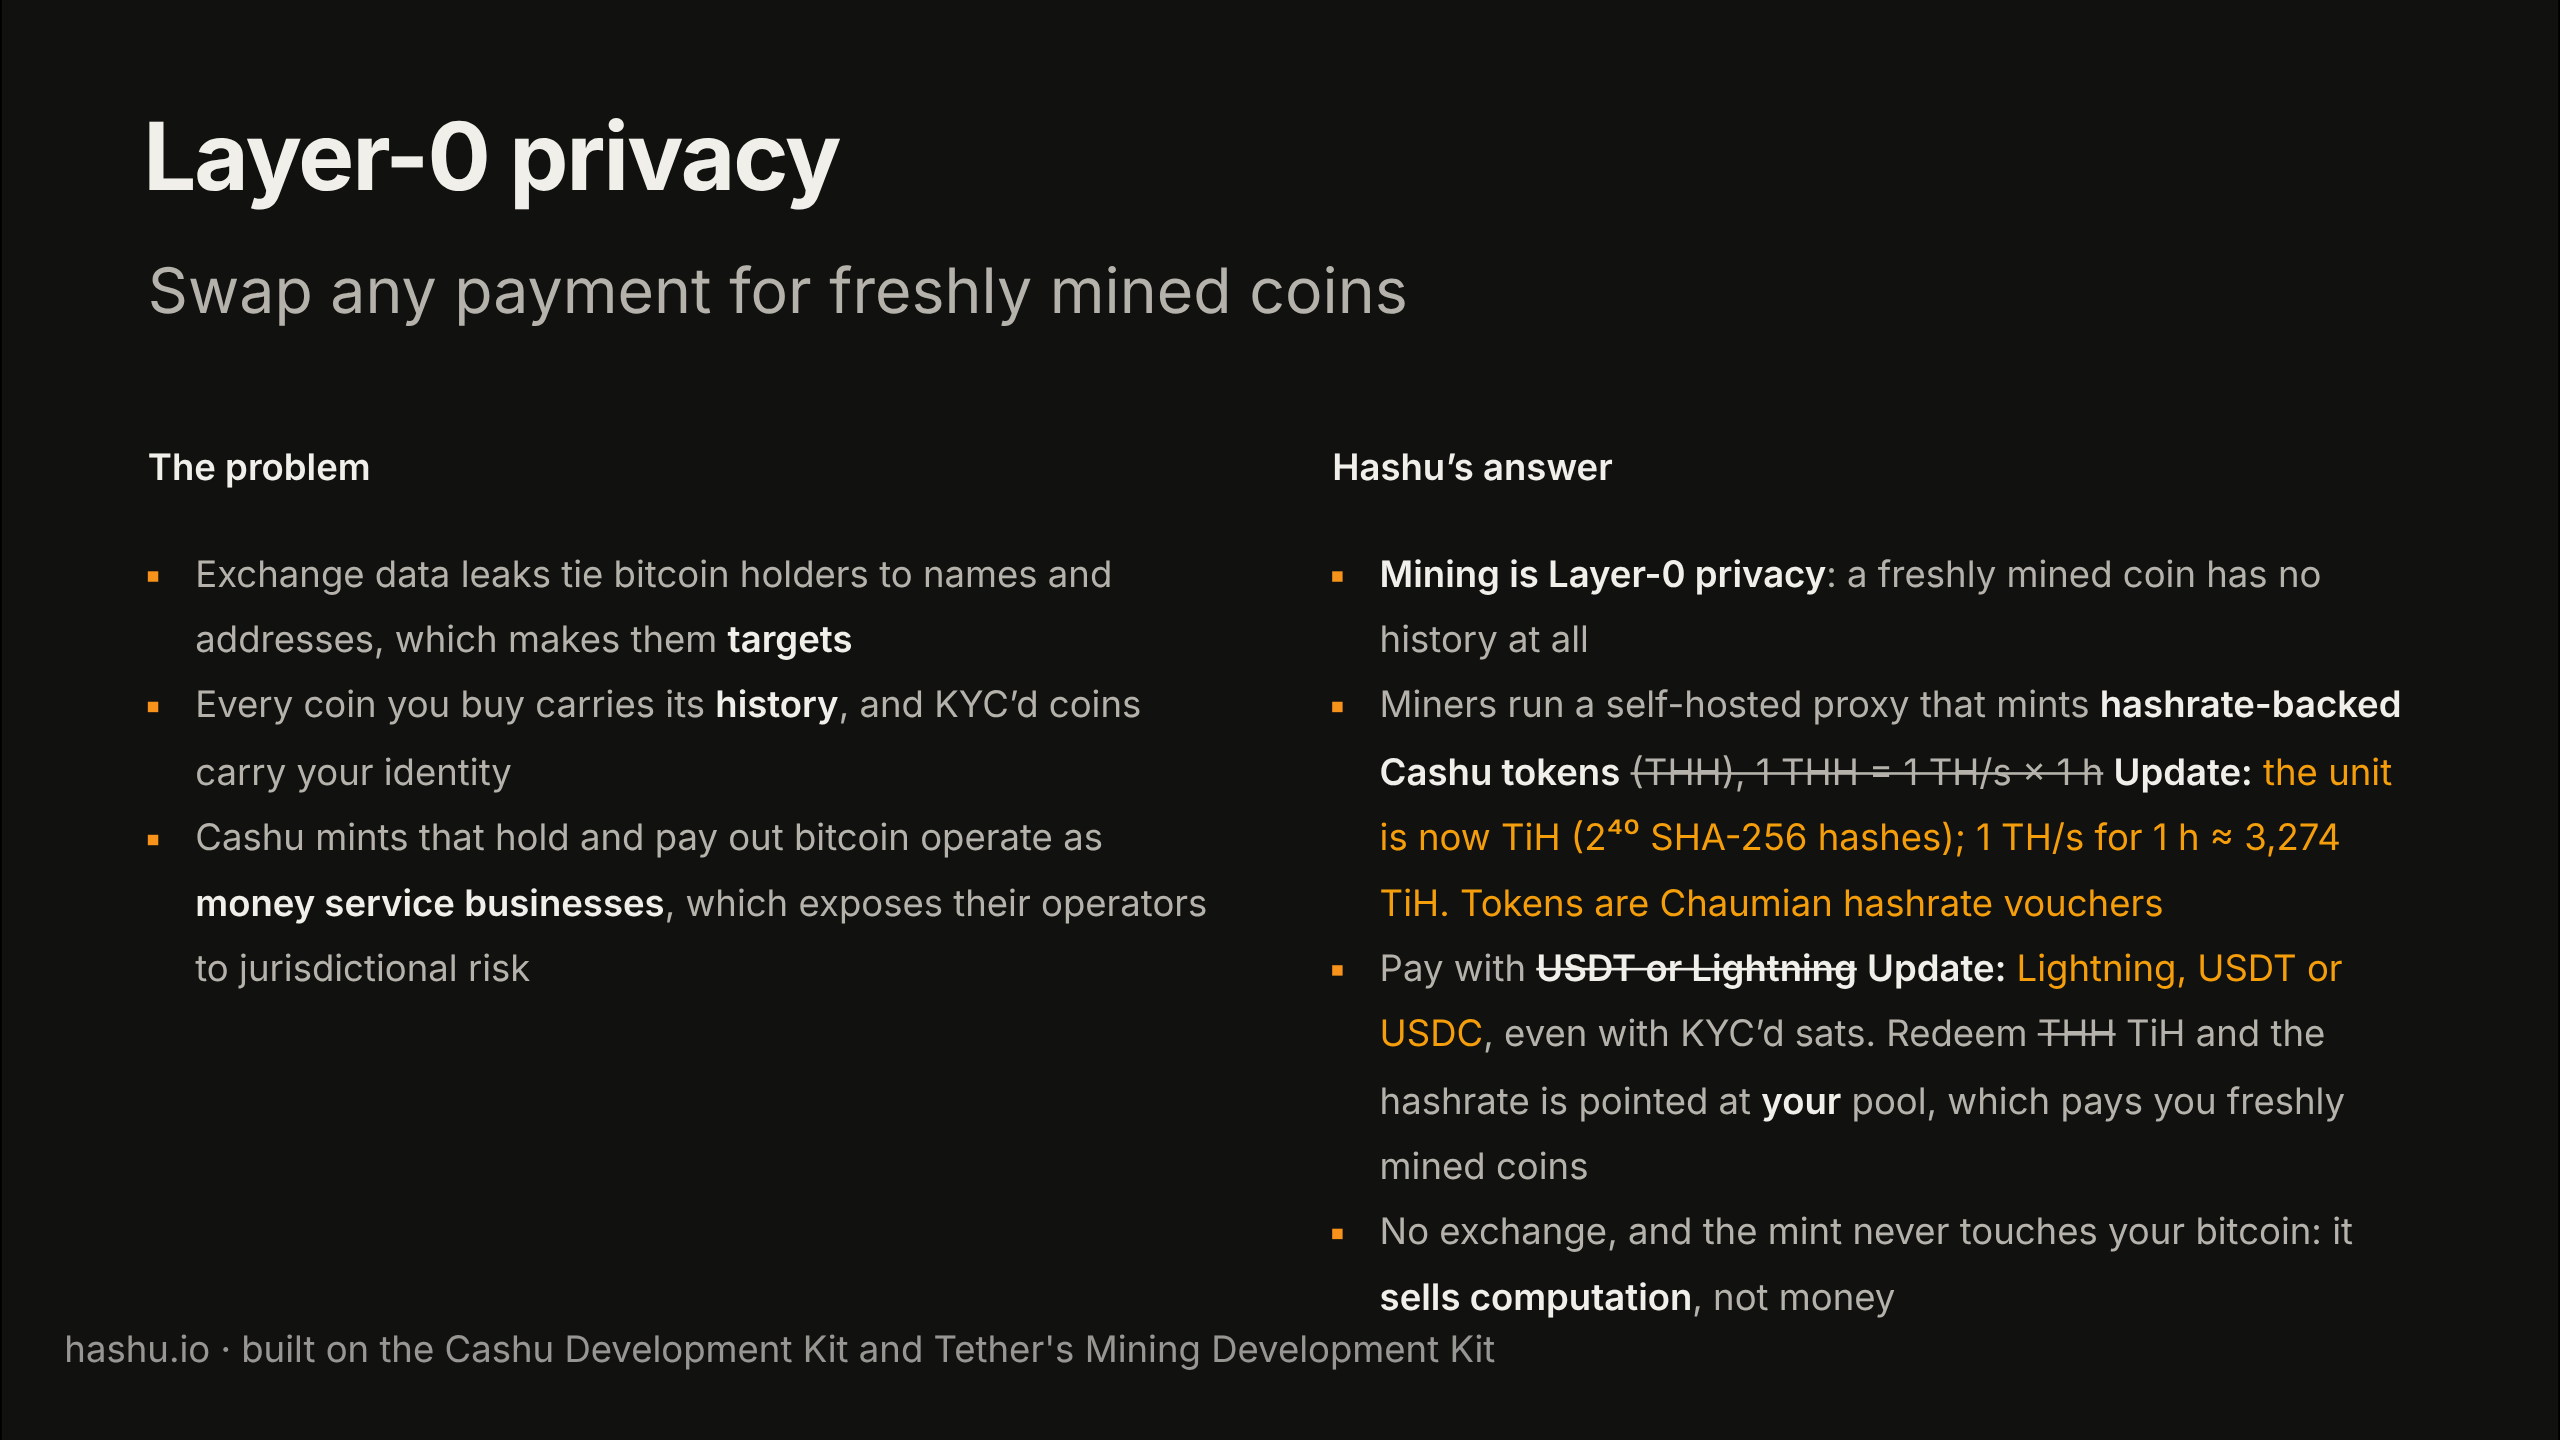 Layer-0 privacy
Swap any payment for freshly mined coins
The problem
▪ Exchange data leaks tie bitcoin holders to names and
addresses, which makes them targets
▪ Every coin you buy carries its history, and KYC’d coins
carry your identity
▪ Cashu mints that hold and pay out bitcoin operate as
money service businesses, which exposes their operators
to jurisdictional risk
Hashu’s answer
▪ Mining is Layer-0 privacy: a freshly mined coin has no
history at all
▪ Miners run a self-hosted proxy that mints hashrate-backed
Cashu tokens (THH), 1 THH = 1 TH/s × 1 h Update: the unit
is now TiH (2⁴⁰ SHA-256 hashes); 1 TH/s for 1 h ≈ 3,274
TiH. Tokens are Chaumian hashrate vouchers
▪ Pay with USDT or Lightning Update: Lightning, USDT or
USDC, even with KYC’d sats. Redeem THH TiH and the
hashrate is pointed at your pool, which pays you freshly
mined coins
▪ No exchange, and the mint never touches your bitcoin: it
sells computation, not money
hashu.io · built on the Cashu Development Kit and Tether's Mining Development Kit